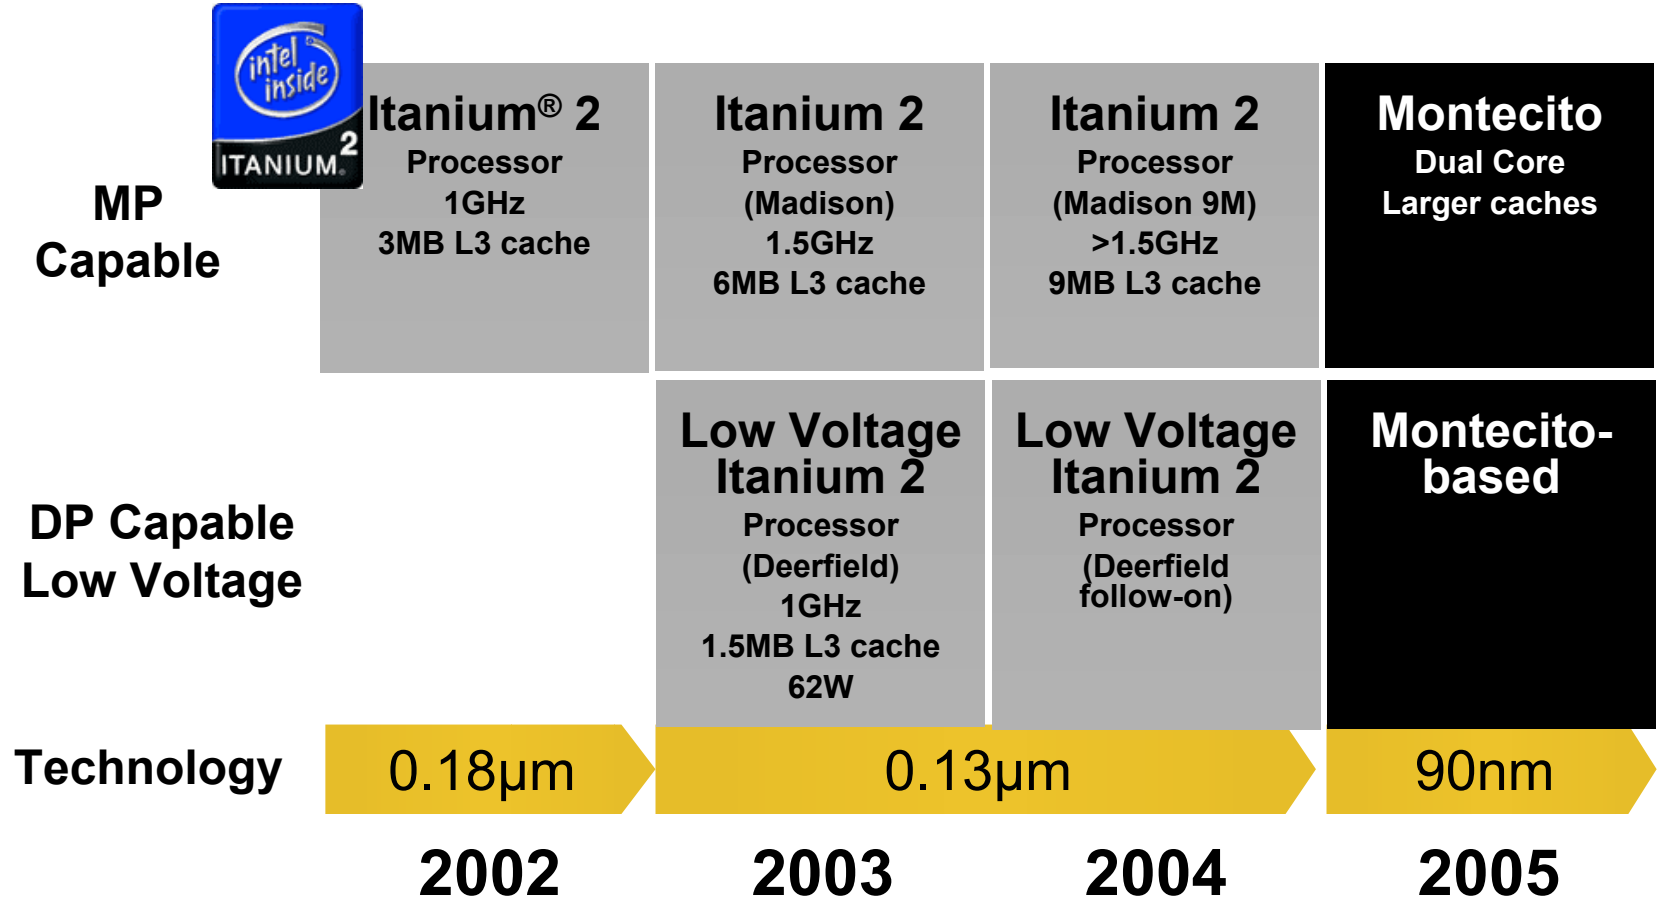 intel
inside
ITANIUM 2
MP
Capable
Itanium® 2
Processor
1GHz
3MB L3 cache
Itanium 2
Processor
(Madison)
1.5GHz
6MB L3 cache
Itanium 2
Processor
(Madison 9M)
>1.5GHz
9MB L3 cache
Montecito
Dual Core
Larger caches
DP Capable
Low Voltage
Low Voltage
Itanium 2
Processor
(Deerfield)
1GHz
1.5MB L3 cache
62W
Low Voltage
Itanium 2
Processor
(Deerfield
follow-on)
Montecito-
based
Technology
0.18µm
0.13µm
90nm
2002
2003
2004
2005